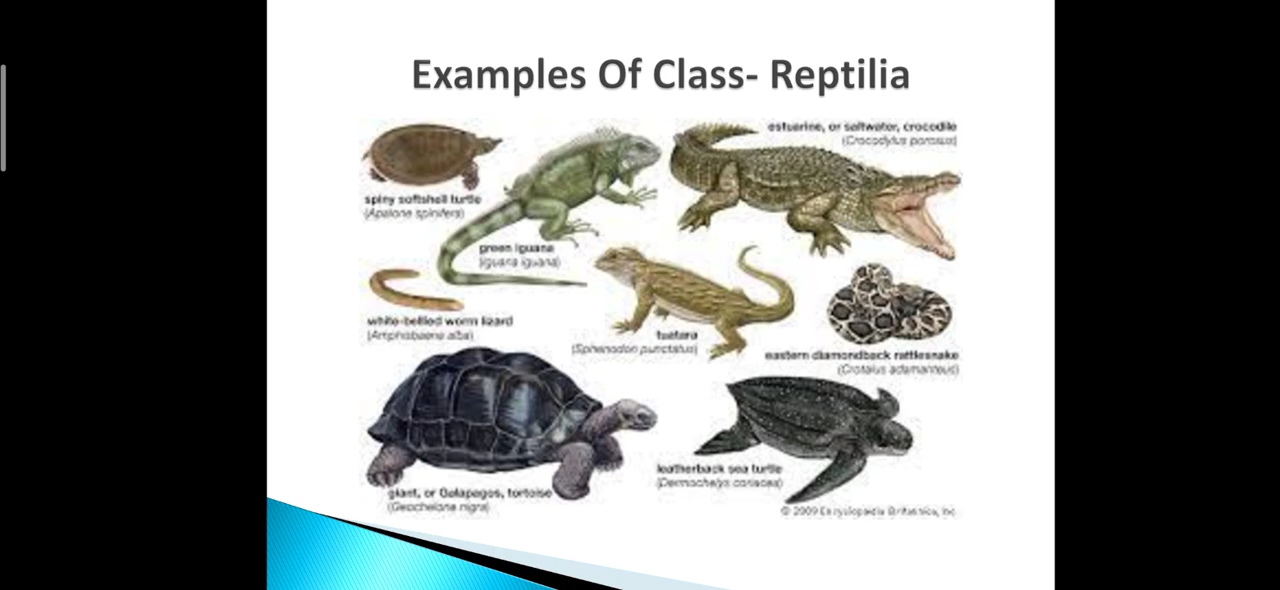 Examples Of Class- Reptilia
estuarine, or saltwater, crocodile
(Crocodylus porosus)
spiny softshell turtle
(Apalone spinifera)
green iguana
(Iguana iguana)
white-bellied worm lizard
(Amphisbaena alba)
tuatara
(Sphenodon punctatus)
eastern diamondback rattlesnake
(Crotalus adamanteus)
leatherback sea turtle
(Dermochelys coriacea)
giant, or Galapagos, tortoise
(Geochelone nigra)
© 2009 Encyclopædia Britannica, Inc.